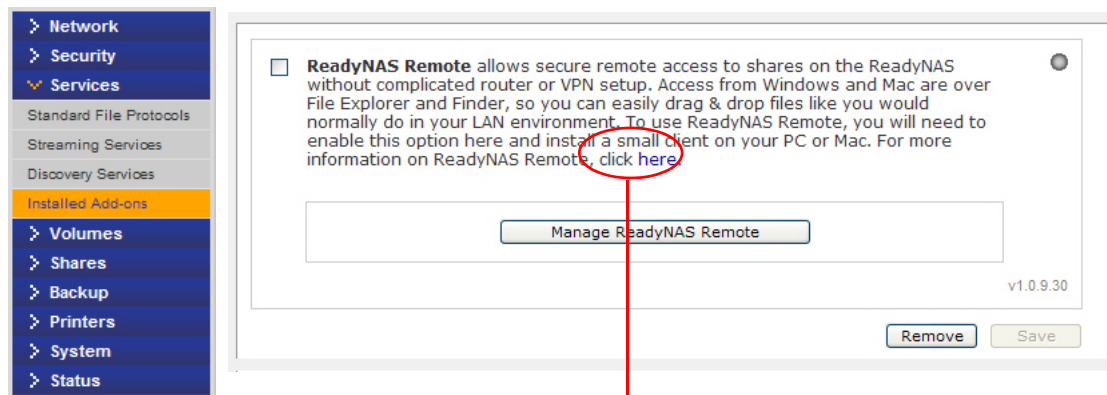 Network
Security
Services
Standard File Protocols
Streaming Services
Discovery Services
Installed Add-ons
Volumes
Shares
Backup
Printers
System
Status
ReadyNAS Remote allows secure remote access to shares on the ReadyNAS
without complicated router or VPN setup. Access from Windows and Mac are over
File Explorer and Finder, so you can easily drag & drop files like you would
normally do in your LAN environment. To use ReadyNAS Remote, you will need to
enable this option here and install a small client on your PC or Mac. For more
information on ReadyNAS Remote, click here.
Manage ReadyNAS Remote
v1.0.9.30
Remove
Save